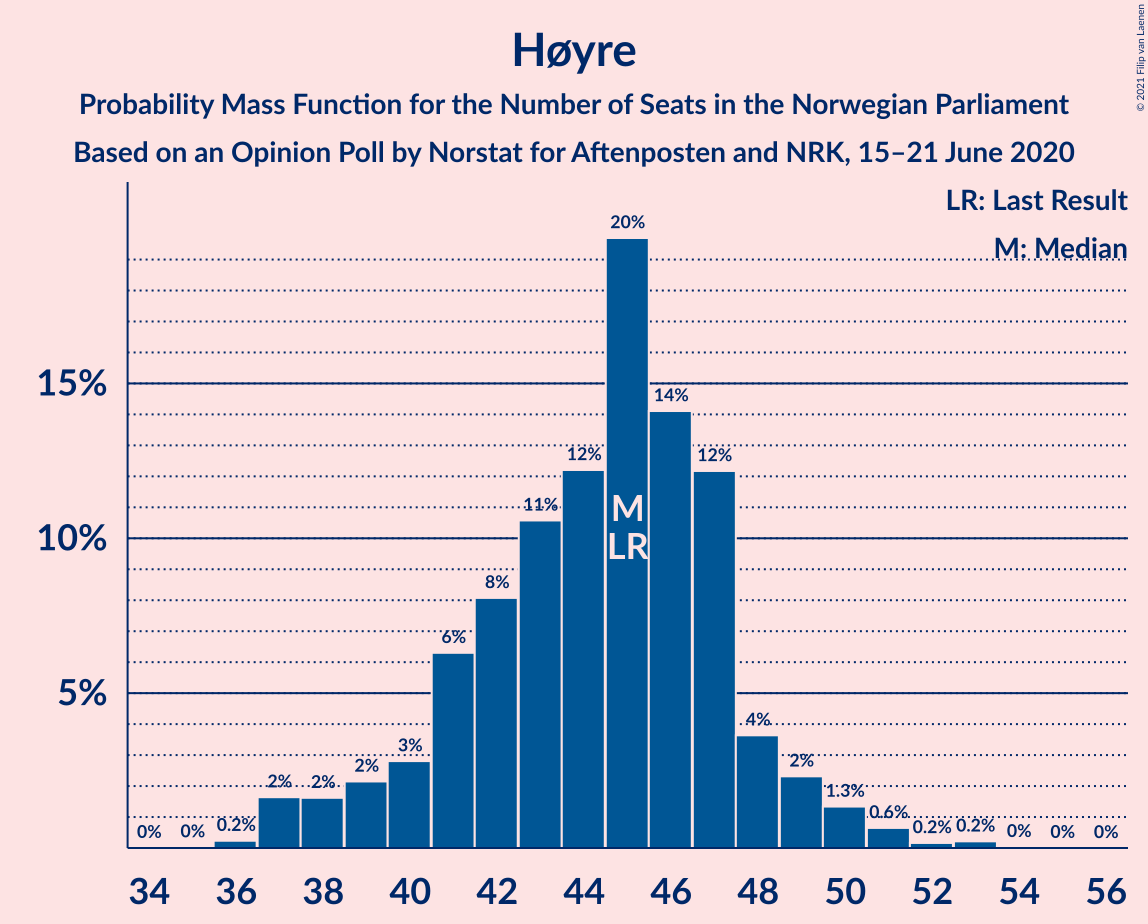 Høyre
Probability Mass Function for the Number of Seats in the Norwegian Parliament
Based on an Opinion Poll by Norstat for Aftenposten and NRK, 15–21 June 2020
© 2021 Filip van Laenen
LR: Last Result
M: Median
15%
10%
5%
0%
0%
0.2%
2%
2%
2%
3%
6%
8%
11%
12%
20%
14%
12%
4%
2%
1.3%
0.6%
0.2%
0.2%
0%
0%
0%
M
LR
34 36 38 40 42 44 46 48 50 52 54 56